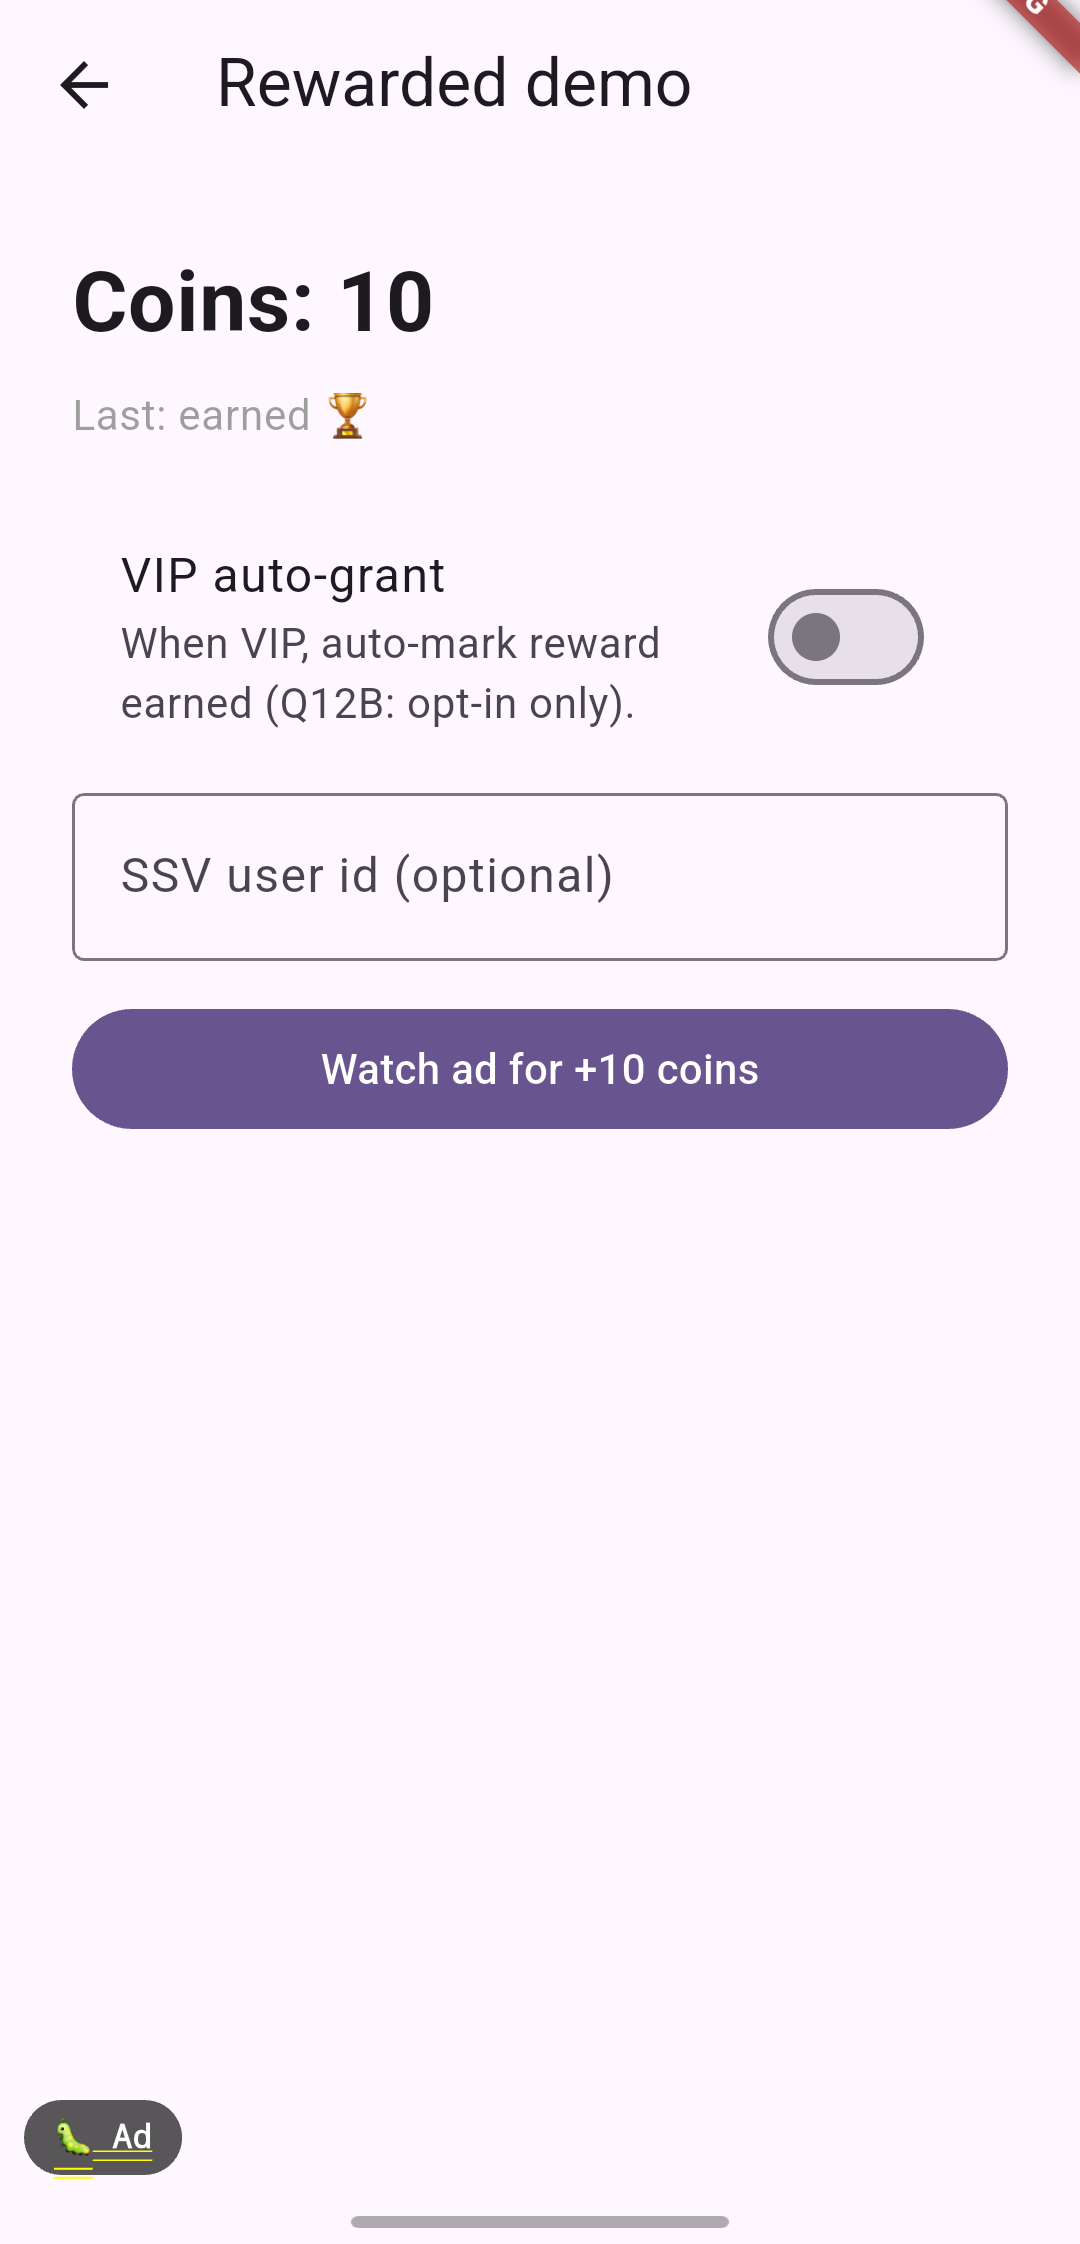 Rewarded demo
Coins: 10
Last: earned 🏆
VIP auto-grant
When VIP, auto-mark reward
earned (Q12B: opt-in only).
SSV user id (optional)
Watch ad for +10 coins
🐛 Ad